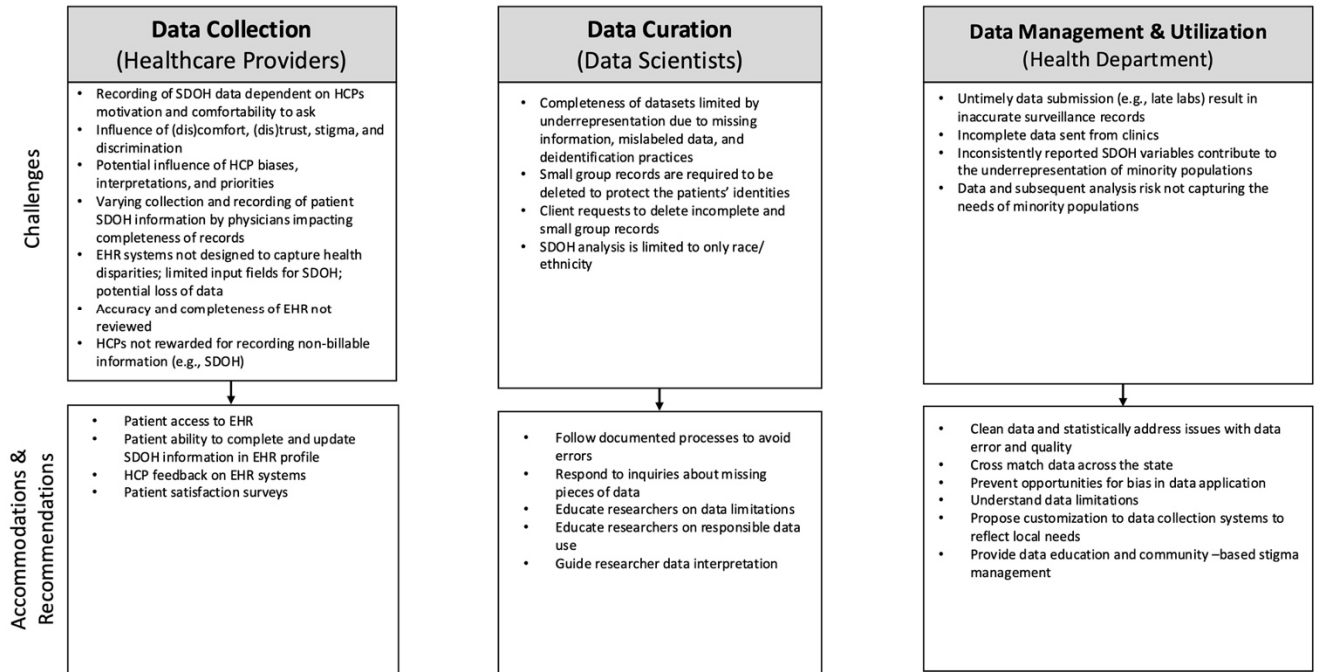 Data Collection
(Healthcare Providers)
• Recording of SDOH data dependent on HCPs
motivation and comfortability to ask
• Influence of (dis)comfort, (dis)trust, stigma, and
discrimination
• Potential influence of HCP biases,
interpretations, and priorities
• Varying collection and recording of patient
SDOH information by physicians impacting
completeness of records
• EHR systems not designed to capture health
disparities; limited input fields for SDOH;
potential loss of data
• Accuracy and completeness of EHR not
reviewed
• HCPs not rewarded for recording non-billable
information (e.g., SDOH)
Data Curation
(Data Scientists)
• Completeness of datasets limited by
underrepresentation due to missing
information, mislabeled data, and
deidentification practices
• Small group records are required to be
deleted to protect the patients' identities
• Client requests to delete incomplete and
small group records
• SDOH analysis is limited to only race/
ethnicity
Data Management & Utilization
(Health Department)
• Untimely data submission (e.g., late labs) result in
inaccurate surveillance records
• Incomplete data sent from clinics
• Inconsistently reported SDOH variables contribute to
the underrepresentation of minority populations
• Data and subsequent analysis risk not capturing the
needs of minority populations
Challenges
Accommodations &
Recommendations
• Patient access to EHR
• Patient ability to complete and update
SDOH information in EHR profile
• HCP feedback on EHR systems
• Patient satisfaction surveys
• Follow documented processes to avoid
errors
• Respond to inquiries about missing
pieces of data
• Educate researchers on data limitations
• Educate researchers on responsible data
use
• Guide researcher data interpretation
• Clean data and statistically address issues with data
error and quality
• Cross match data across the state
• Prevent opportunities for bias in data application
• Understand data limitations
• Propose customization to data collection systems to
reflect local needs
• Provide data education and community –based stigma
management